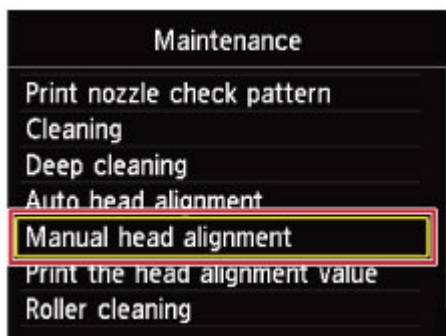 Maintenance
Print nozzle check pattern
Cleaning
Deep cleaning
Auto head alignment
Manual head alignment
Print the head alignment value
Roller cleaning